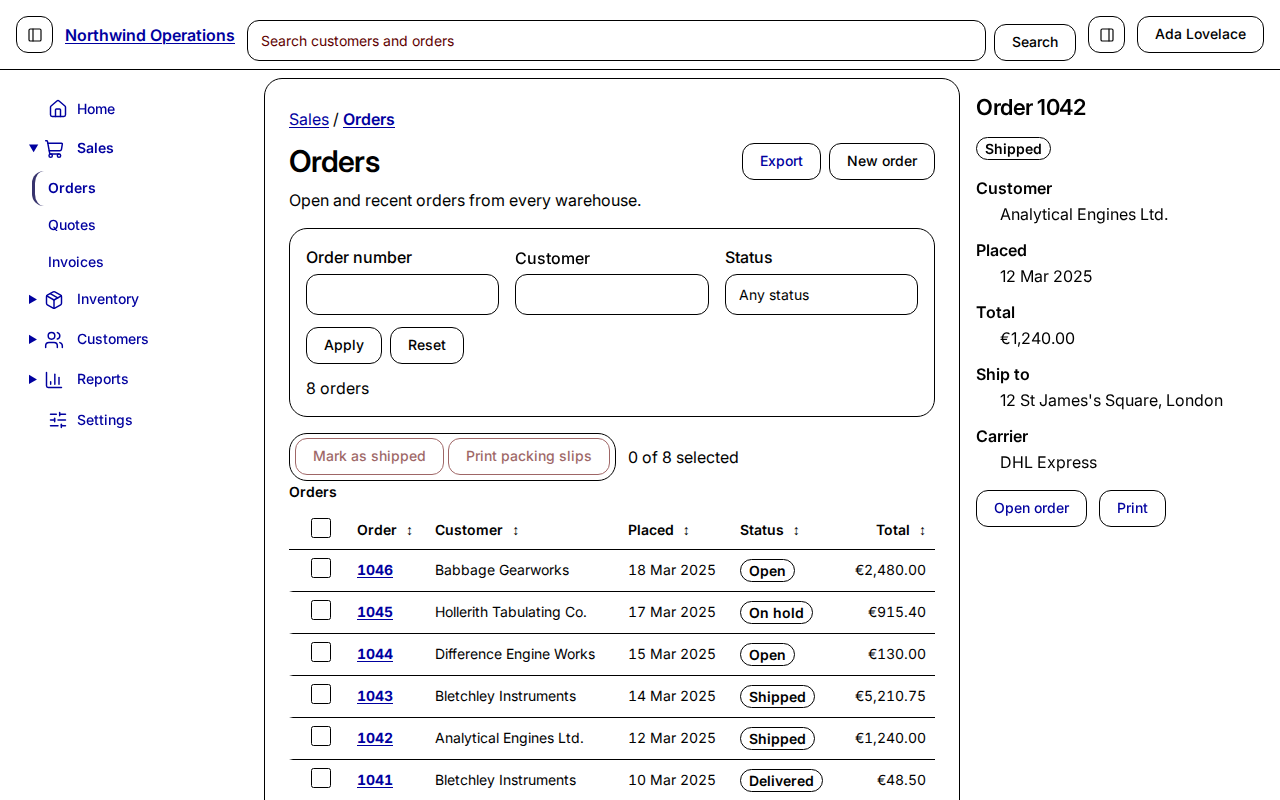 Northwind Operations
Search customers and orders
Search
Ada Lovelace
Home
Sales
Orders
Quotes
Invoices
Inventory
Customers
Reports
Settings
Sales / Orders
Orders
Export
New order
Open and recent orders from every warehouse.
Order number
Customer
Status
Any status
Apply
Reset
8 orders
Mark as shipped
Print packing slips
0 of 8 selected
Orders
Order ↕ Customer ↕ Placed ↕ Status ↕ Total ↕
1046 Babbage Gearworks 18 Mar 2025 Open €2,480.00
1045 Hollerith Tabulating Co. 17 Mar 2025 On hold €915.40
1044 Difference Engine Works 15 Mar 2025 Open €130.00
1043 Bletchley Instruments 14 Mar 2025 Shipped €5,210.75
1042 Analytical Engines Ltd. 12 Mar 2025 Shipped €1,240.00
1041 Bletchley Instruments 10 Mar 2025 Delivered €48.50
Order 1042
Shipped
Customer
Analytical Engines Ltd.
Placed
12 Mar 2025
Total
€1,240.00
Ship to
12 St James's Square, London
Carrier
DHL Express
Open order
Print